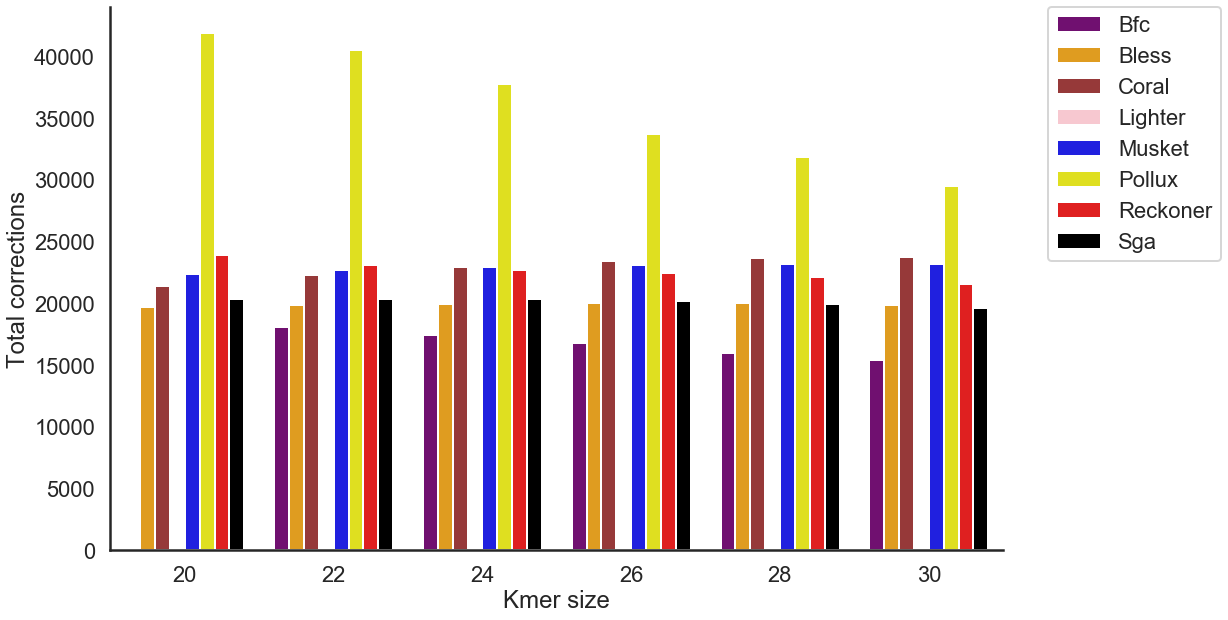 Total corrections
40000
35000
30000
25000
20000
15000
10000
5000
0
20 22 24 26 28 30
Kmer size
Bfc
Bless
Coral
Lighter
Musket
Pollux
Reckoner
Sga